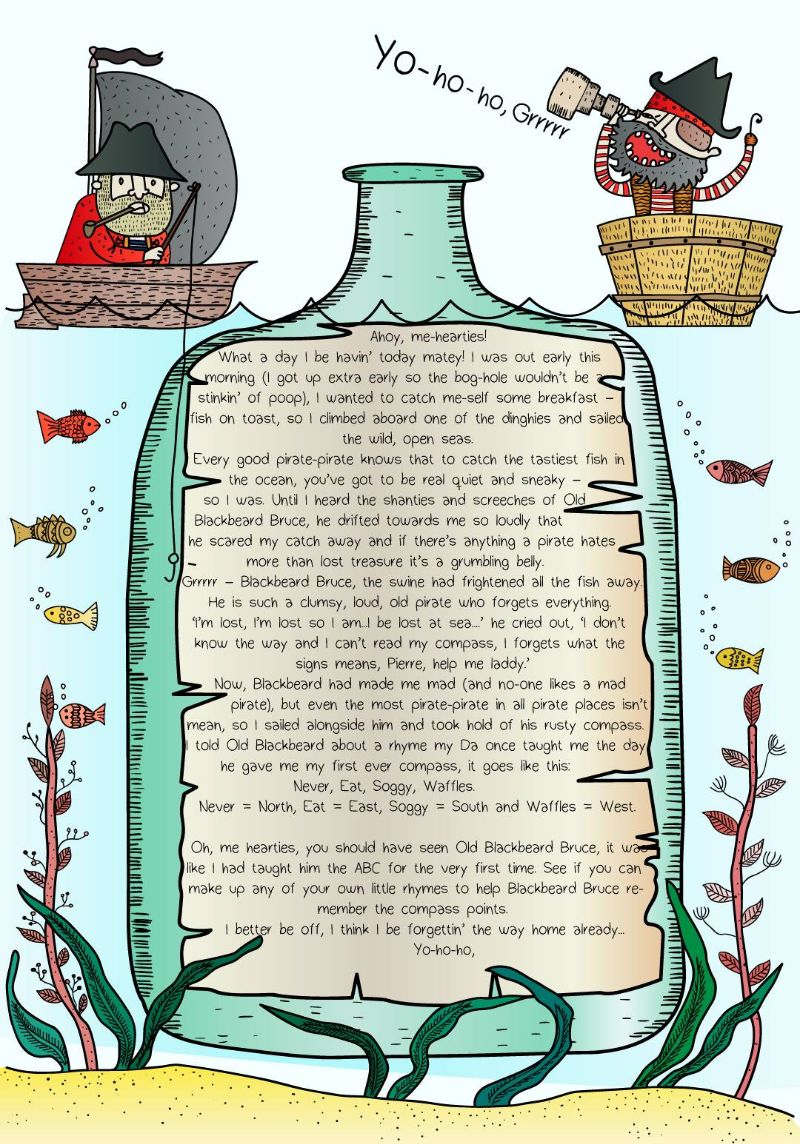 Yo-ho-ho, Grrrrr
Ahoy, me-hearties!
What a day I be havin' today matey! I was out early this
morning (I got up extra early so the bog-hole wouldn't be a
stinkin' of poop), I wanted to catch me-self some breakfast –
fish on toast, so I climbed aboard one of the dinghies and sailed
the wild, open seas.
Every good pirate-pirate knows that to catch the tastiest fish in
the ocean, you've got to be real quiet and sneaky –
so I was. Until I heard the shanties and screeches of Old
Blackbeard Bruce, he drifted towards me so loudly that
he scared my catch away and if there's anything a pirate hates
more than lost treasure it's a grumbling belly.
Grrrrr – Blackbeard Bruce, the swine had frightened all the fish away.
He is such a clumsy, loud, old pirate who forgets everything.
'I'm lost, I'm lost so I am...I be lost at sea....' he cried out, 'I don't
know the way and I can't read my compass, I forgets what the
signs means, Pierre, help me laddy.'
Now, Blackbeard had made me mad (and no-one likes a mad
pirate), but even the most pirate-pirate in all pirate places isn't
mean, so I sailed alongside him and took hold of his rusty compass.
I told Old Blackbeard about a rhyme my Da once taught me the day
he gave me my first ever compass, it goes like this:
Never, Eat, Soggy, Waffles.
Never = North, Eat = East, Soggy = South and Waffles = West.
Oh, me hearties, you should have seen Old Blackbeard Bruce, it was
like I had taught him the ABC for the very first time. See if you can
make up any of your own little rhymes to help Blackbeard Bruce re-
member the compass points.
I better be off, I think I be forgettin' the way home already...
Yo-ho-ho,